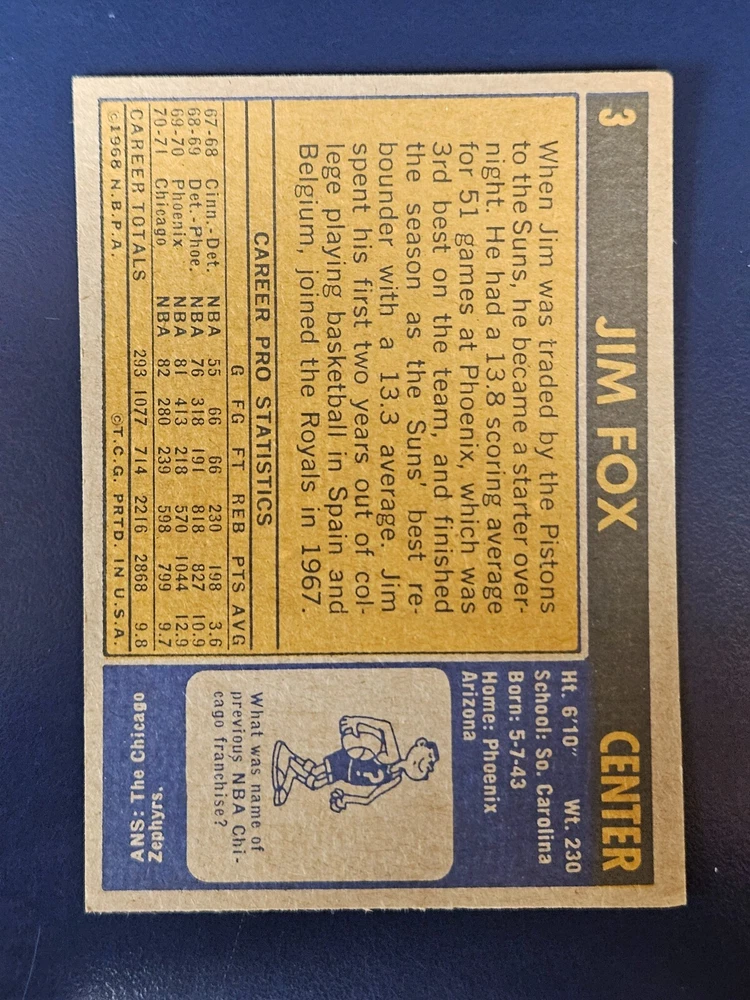 3 JIM FOX CENTER
When Jim was traded by the Pistons
to the Suns, he became a starter over-
night. He had a 13.8 scoring average
for 51 games at Phoenix, which was
3rd best on the team, and finished
the season as the Suns' best re-
bounder with a 13.3 average. Jim
spent his first two years out of col-
lege playing basketball in Spain and
Belgium, joined the Royals in 1967.
CAREER PRO STATISTICS
G FG FT REB PTS AVG
67-68 Cinn.-Det. NBA 55 66 66 230 198 3.6
68-69 Det.-Phoe. NBA 76 318 191 818 827 10.9
69-70 Phoenix NBA 81 413 218 570 1044 12.9
70-71 Chicago NBA 82 280 239 598 799 9.7
CAREER TOTALS 293 1077 714 2216 2868 9.8
©1968 N.B.P.A. ©T.C.G. PRTD. IN U.S.A.
Ht. 6'10" Wt. 230
School: So. Carolina
Born: 5-7-43
Home: Phoenix
Arizona
?
What was name of
previous NBA Chi-
cago franchise?
ANS: The Chicago
Zephyrs.